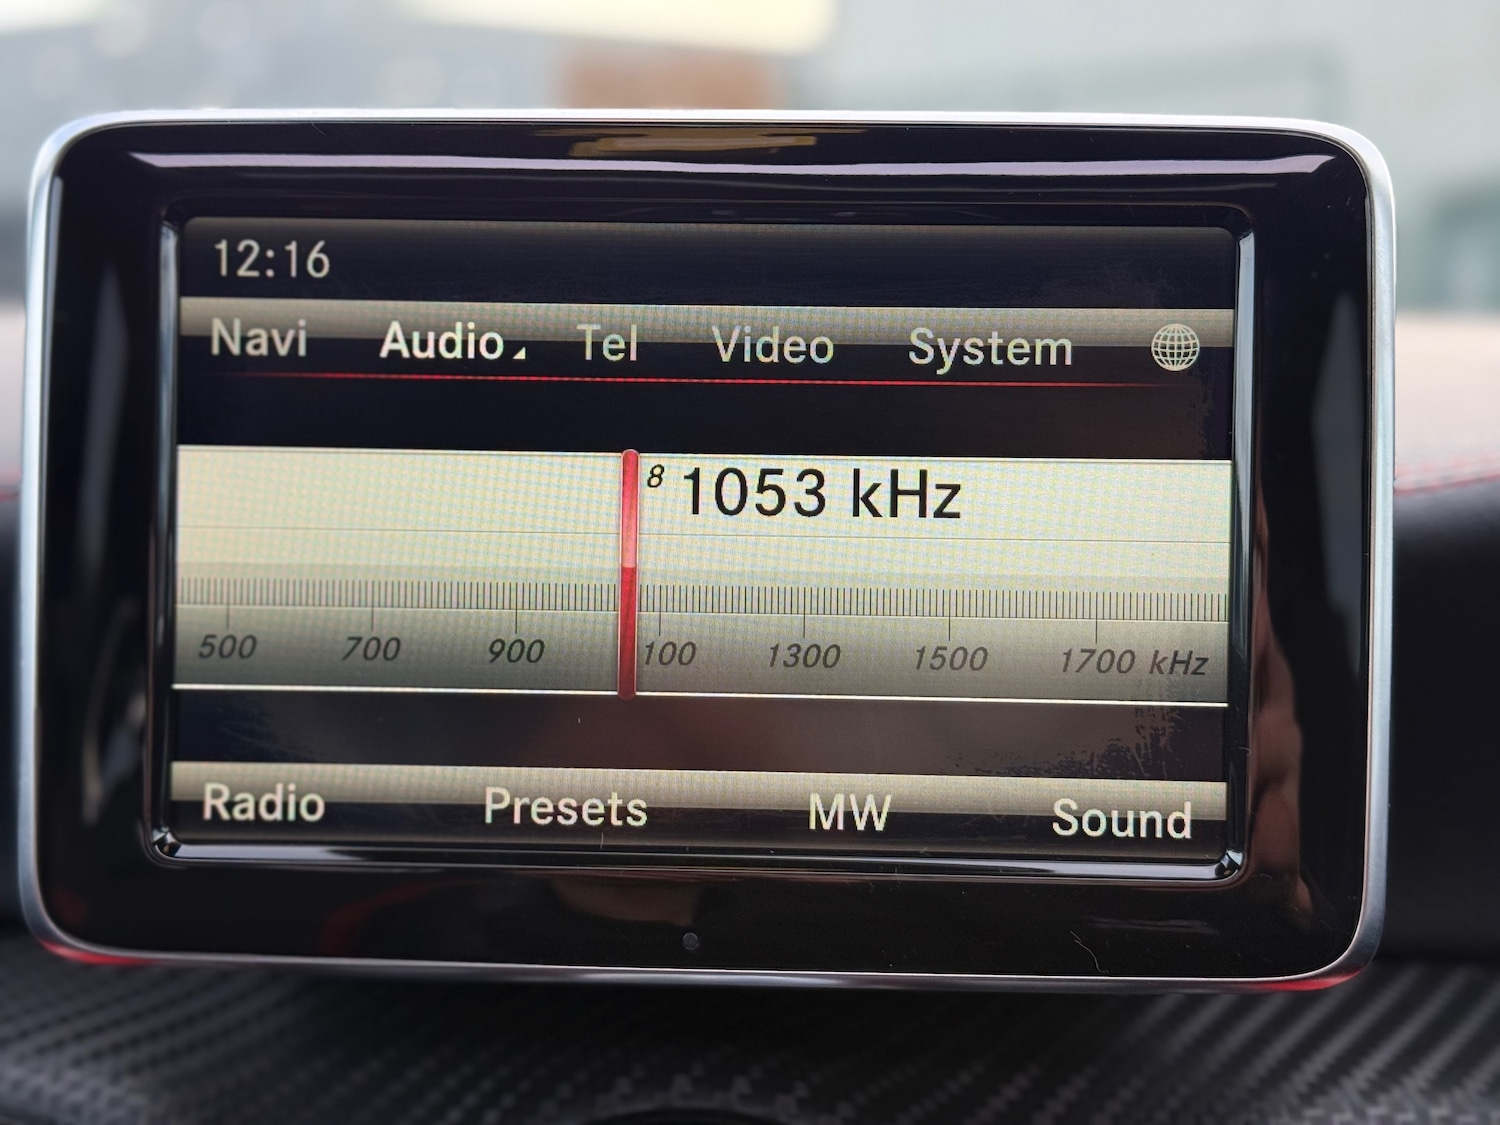 12:16
Navi Audio Tel Video System
8 1053 kHz
500 700 900 100 1300 1500 1700 kHz
Radio Presets MW Sound